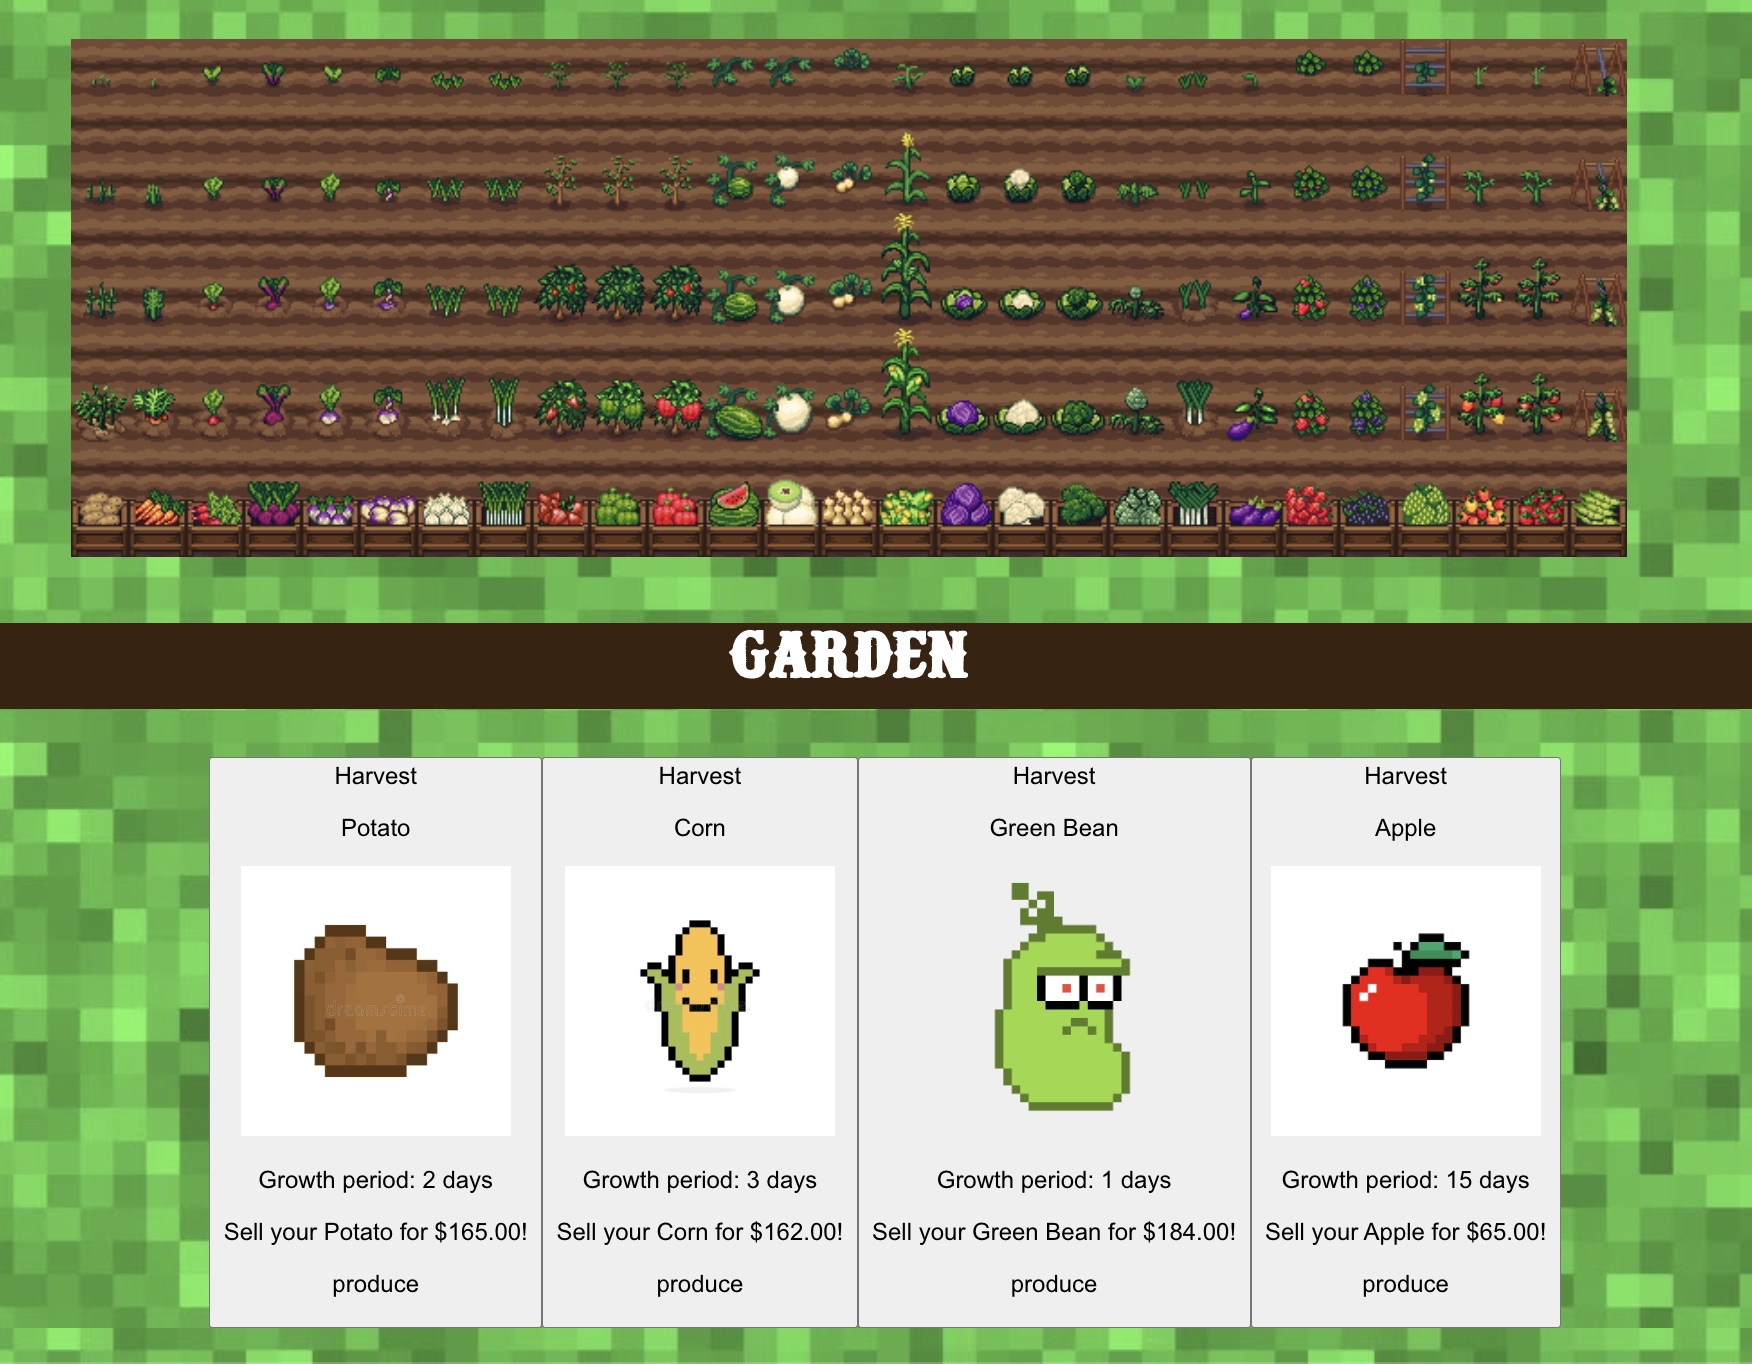 GARDEN
Harvest
Potato
dreamstime
Growth period: 2 days
Sell your Potato for $165.00!
produce
Harvest
Corn
Growth period: 3 days
Sell your Corn for $162.00!
produce
Harvest
Green Bean
Growth period: 1 days
Sell your Green Bean for $184.00!
produce
Harvest
Apple
Growth period: 15 days
Sell your Apple for $65.00!
produce